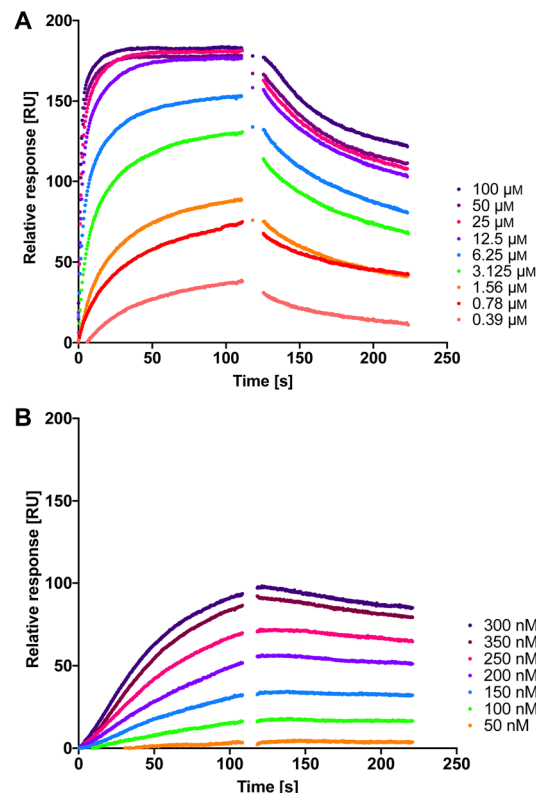 A
200
150
100
50
0
Relative response [RU]
0 50 100 150 200 250
Time [s]
100 μM
50 μM
25 μM
12.5 μM
6.25 μM
3.125 μM
1.56 μM
0.78 μM
0.39 μM
B
200
150
100
50
0
Relative response [RU]
0 50 100 150 200 250
Time [s]
300 nM
350 nM
250 nM
200 nM
150 nM
100 nM
50 nM